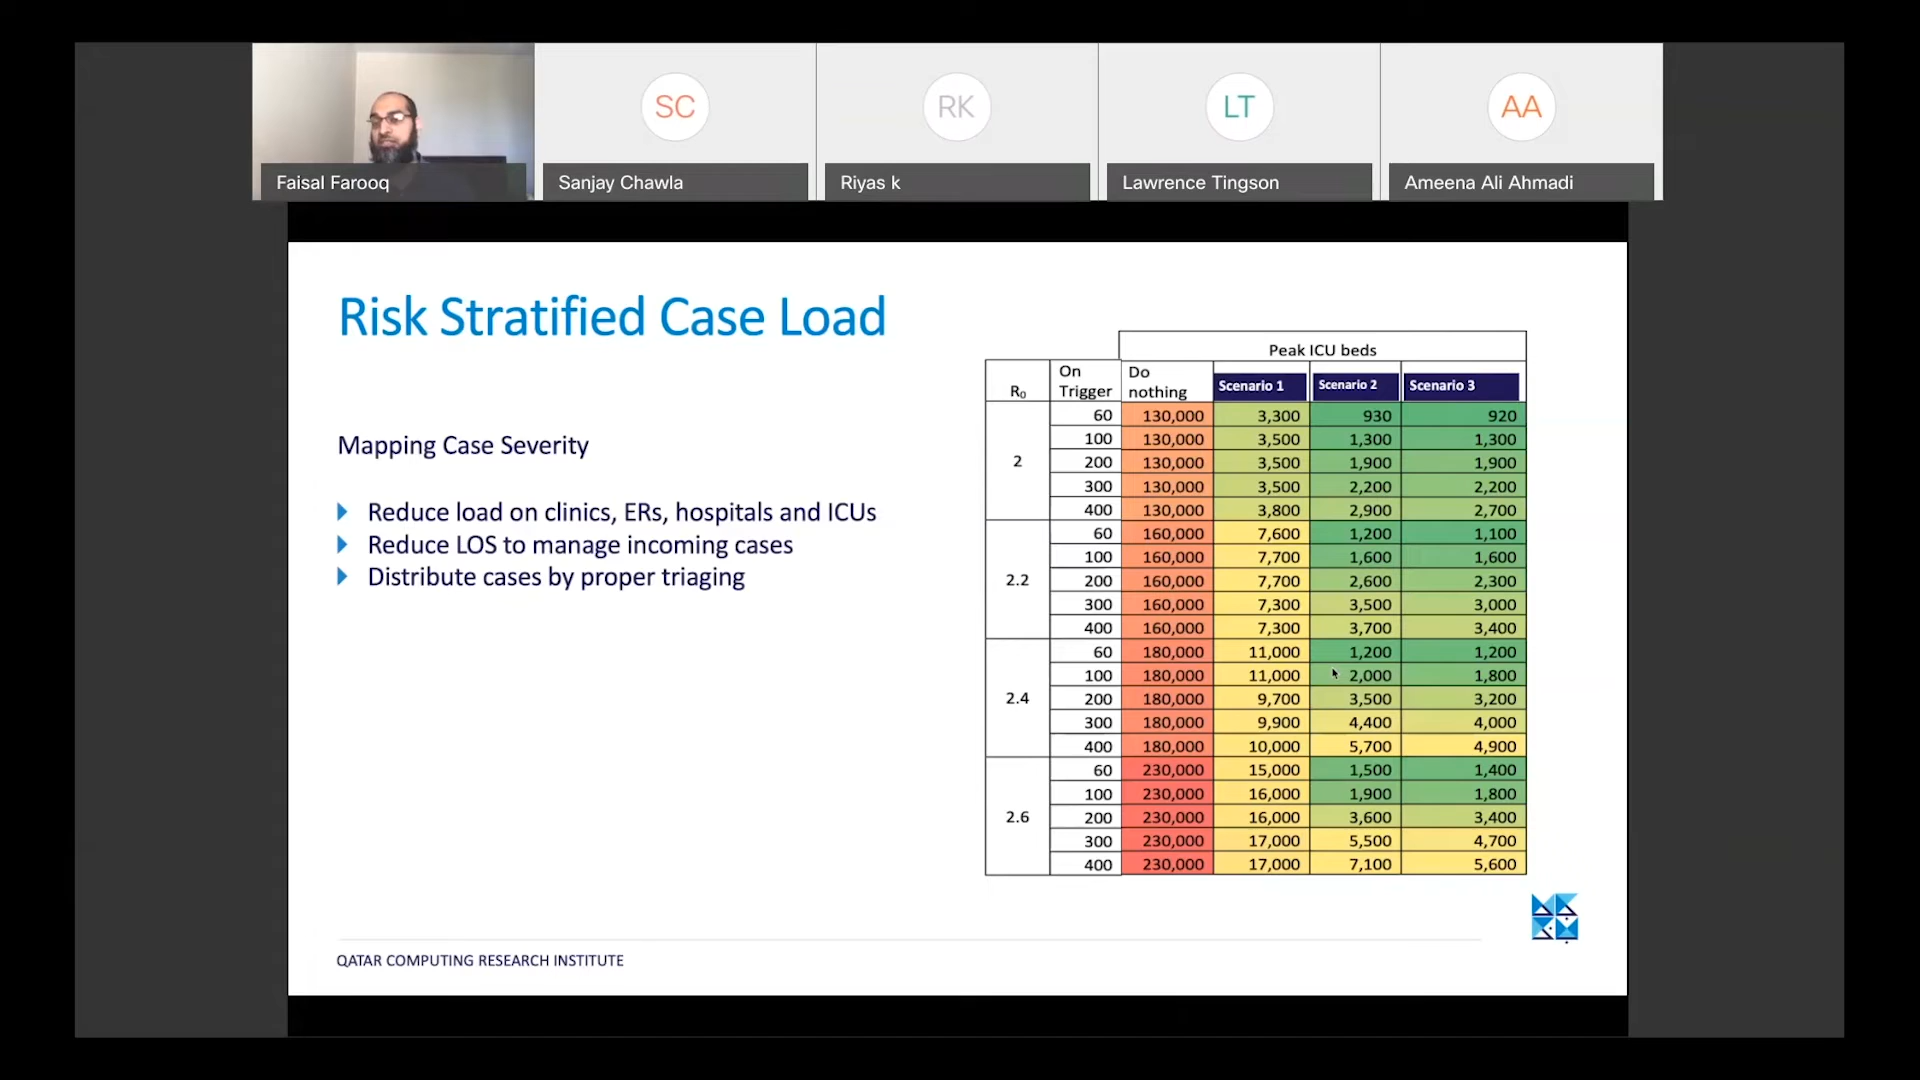 SC
RK
LT
AA
Faisal Farooq
Sanjay Chawla
Riyas k
Lawrence Tingson
Ameena Ali Ahmadi
Risk Stratified Case Load
Mapping Case Severity
Reduce load on clinics, ERs, hospitals and ICUs
Reduce LOS to manage incoming cases
Distribute cases by proper triaging
Peak ICU beds
R₀ On Trigger Do nothing Scenario 1 Scenario 2 Scenario 3
2
60 130,000 3,300 930 920
100 130,000 3,500 1,300 1,300
200 130,000 3,500 1,900 1,900
300 130,000 3,500 2,200 2,200
400 130,000 3,800 2,900 2,700
2.2
60 160,000 7,600 1,200 1,100
100 160,000 7,700 1,600 1,600
200 160,000 7,700 2,600 2,300
300 160,000 7,300 3,500 3,000
400 160,000 7,300 3,700 3,400
2.4
60 180,000 11,000 1,200 1,200
100 180,000 11,000 2,000 1,800
200 180,000 9,700 3,500 3,200
300 180,000 9,900 4,400 4,000
400 180,000 10,000 5,700 4,900
2.6
60 230,000 15,000 1,500 1,400
100 230,000 16,000 1,900 1,800
200 230,000 16,000 3,600 3,400
300 230,000 17,000 5,500 4,700
400 230,000 17,000 7,100 5,600
QATAR COMPUTING RESEARCH INSTITUTE